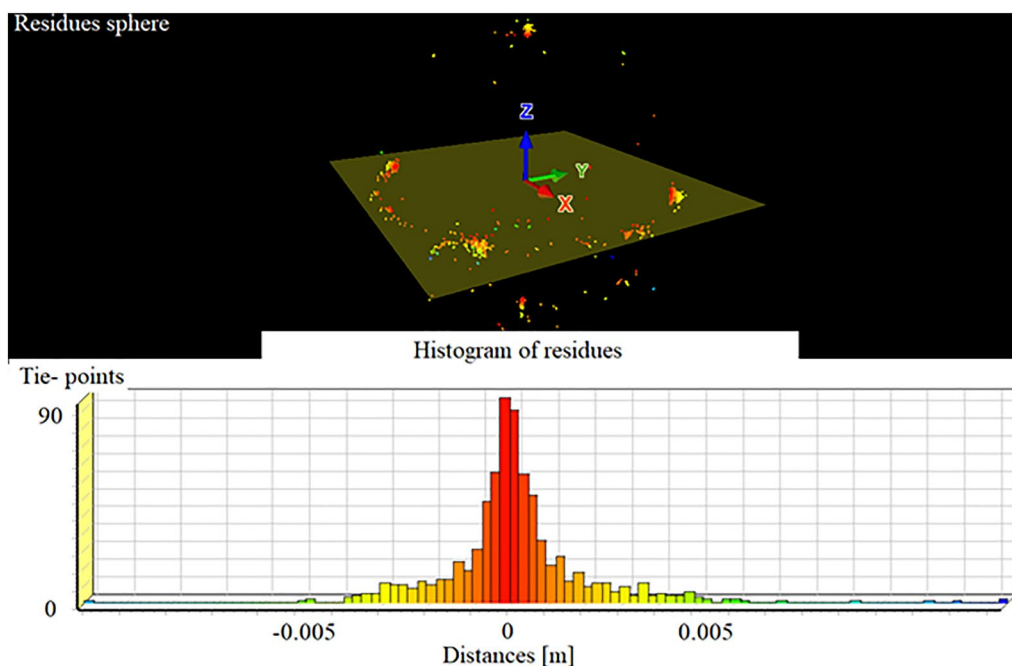 Residues sphere
Z
Y
X
Histogram of residues
Tie- points
90
0
-0.005 0 0.005
Distances [m]